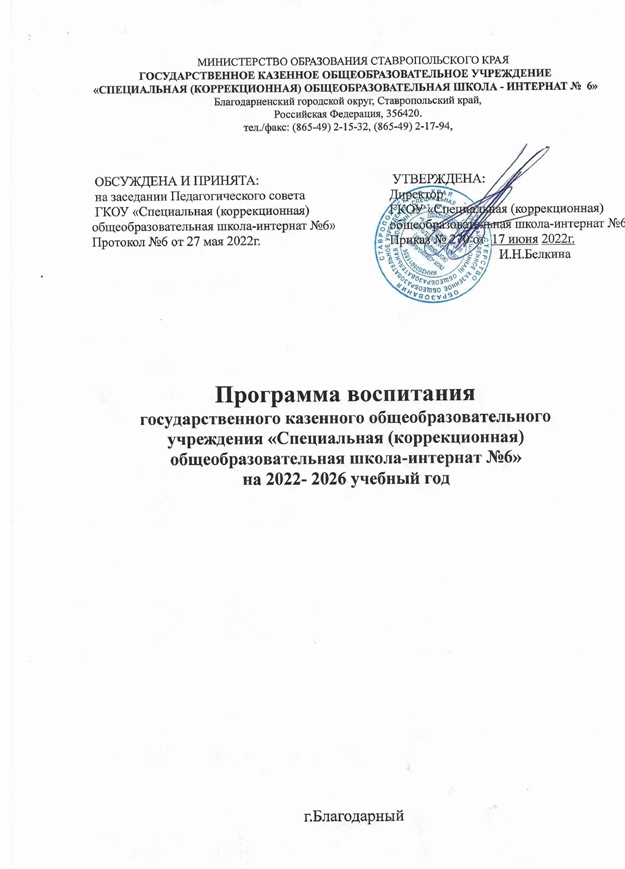 МИНИСТЕРСТВО ОБРАЗОВАНИЯ СТАВРОПОЛЬСКОГО КРАЯ
ГОСУДАРСТВЕННОЕ КАЗЕННОЕ ОБЩЕОБРАЗОВАТЕЛЬНОЕ УЧРЕЖДЕНИЕ
«СПЕЦИАЛЬНАЯ (КОРРЕКЦИОННАЯ) ОБЩЕОБРАЗОВАТЕЛЬНАЯ ШКОЛА - ИНТЕРНАТ № 6»
Благодарненский городской округ, Ставропольский край,
Российская Федерация, 356420.
тел./факс: (865-49) 2-15-32, (865-49) 2-17-94,
ОБСУЖДЕНА И ПРИНЯТА:
на заседании Педагогического совета
ГКОУ «Специальная (коррекционная)
общеобразовательная школа-интернат №6»
Протокол №6 от 27 мая 2022г.
УТВЕРЖДЕНА:
Директор
ГКОУ «Специальная (коррекционная)
общеобразовательная школа-интернат №6
Приказ № от 17 июня 2022г.
И.Н.Белкина
Программа воспитания
государственного казенного общеобразовательного
учреждения «Специальная (коррекционная)
общеобразовательная школа-интернат №6»
на 2022- 2026 учебный год
г.Благодарный